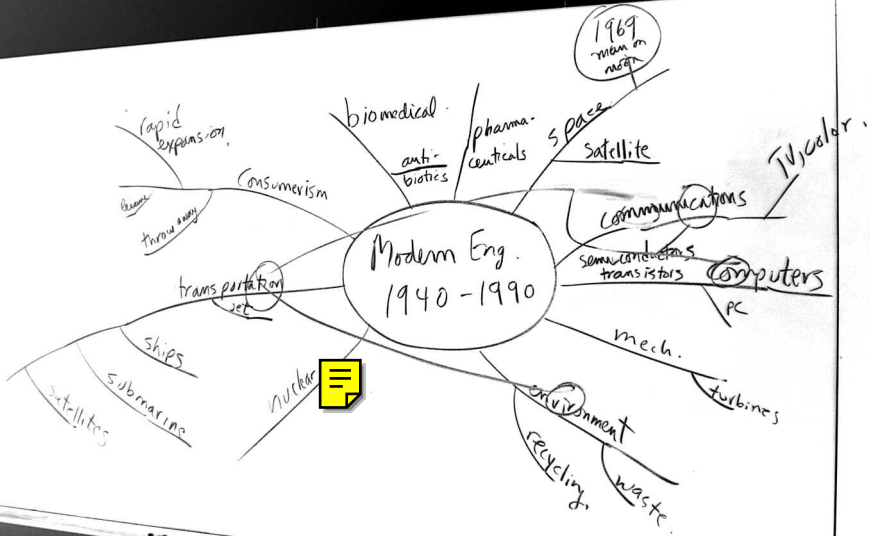 1969
man on
moon
biomedical.
anti-
biotics
pharma-
ceuticals
space
satellite
TV, color.
communications
semiconductors
transistors
computers
PC
rapid
expansion.
Consumerism
throw away
Modern Eng.
1940-1990
transportation
jet
ships
submarine
satellites
nuclear
mech.
turbines
environment
recycling,
waste.